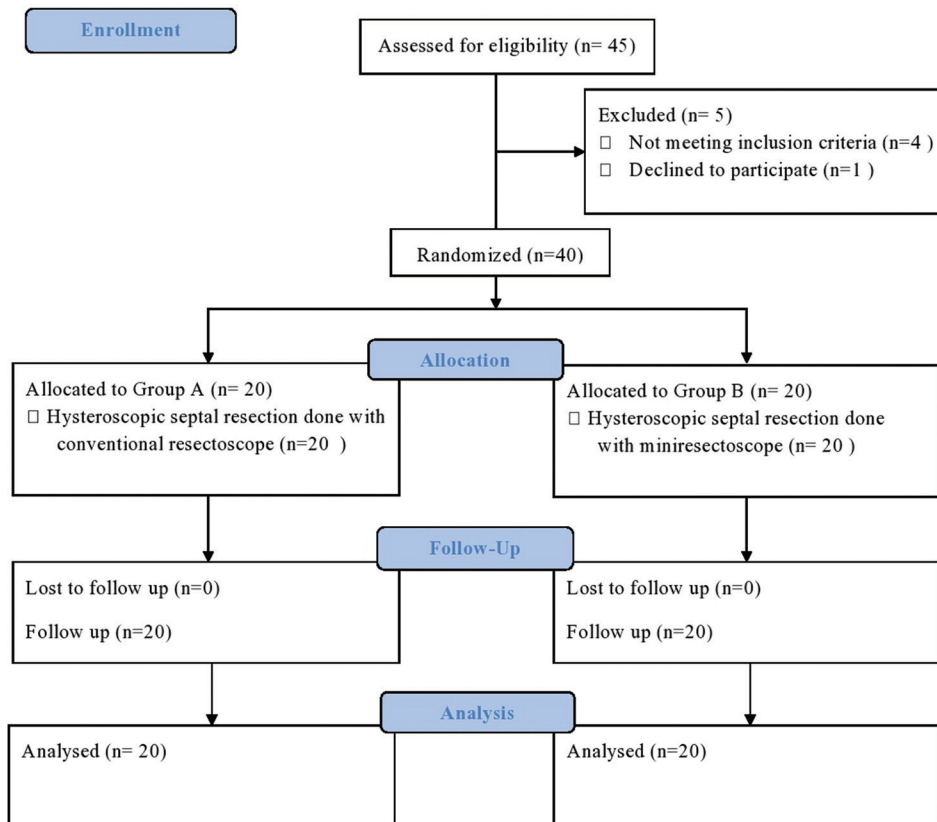 Enrollment
Assessed for eligibility (n= 45)
Excluded (n= 5)
□ Not meeting inclusion criteria (n=4 )
□ Declined to participate (n=1 )
Randomized (n=40)
Allocation
Allocated to Group A (n= 20)
□ Hysteroscopic septal resection done with
conventional resectoscope (n=20 )
Allocated to Group B (n= 20)
□ Hysteroscopic septal resection done
with miniresectoscope (n= 20 )
Follow-Up
Lost to follow up (n=0)
Follow up (n=20)
Lost to follow up (n=0)
Follow up (n=20)
Analysis
Analysed (n= 20)
Analysed (n=20)